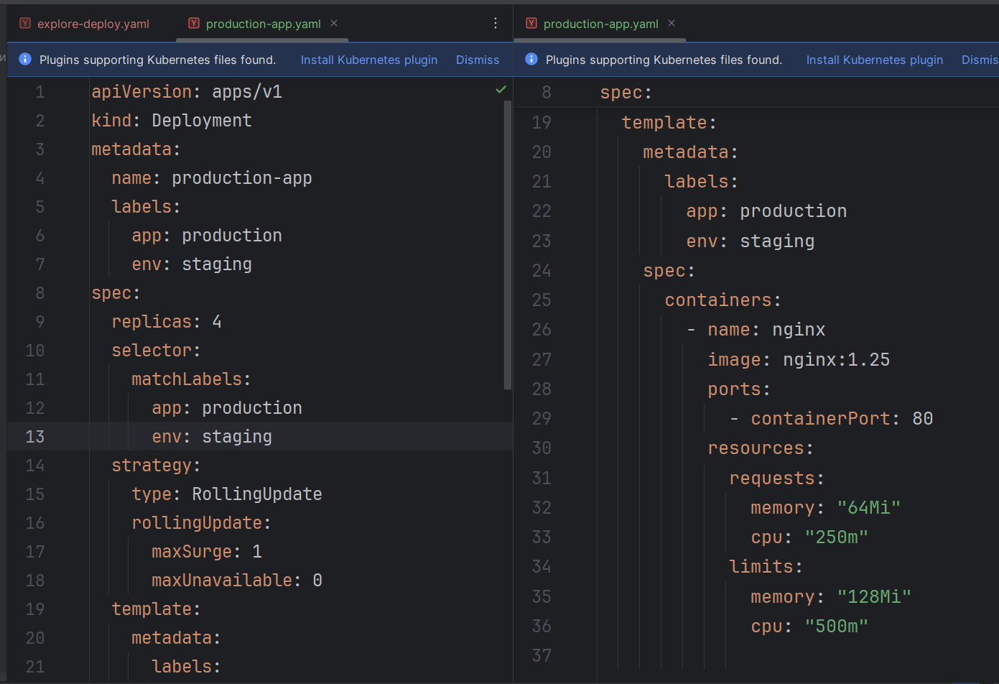 и
explore-deploy.yaml
production-app.yaml
Plugins supporting Kubernetes files found. Install Kubernetes plugin Dismiss
1 apiVersion: apps/v1
2 kind: Deployment
3 metadata:
4   name: production-app
5   labels:
6     app: production
7     env: staging
8 spec:
9   replicas: 4
10   selector:
11     matchLabels:
12       app: production
13       env: staging
14   strategy:
15     type: RollingUpdate
16     rollingUpdate:
17       maxSurge: 1
18       maxUnavailable: 0
19   template:
20     metadata:
21       labels:
production-app.yaml
Plugins supporting Kubernetes files found. Install Kubernetes plugin Dismis
8 spec:
19   template:
20     metadata:
21       labels:
22         app: production
23         env: staging
24     spec:
25       containers:
26         - name: nginx
27           image: nginx:1.25
28           ports:
29             - containerPort: 80
30           resources:
31             requests:
32               memory: "64Mi"
33               cpu: "250m"
34             limits:
35               memory: "128Mi"
36               cpu: "500m"
37